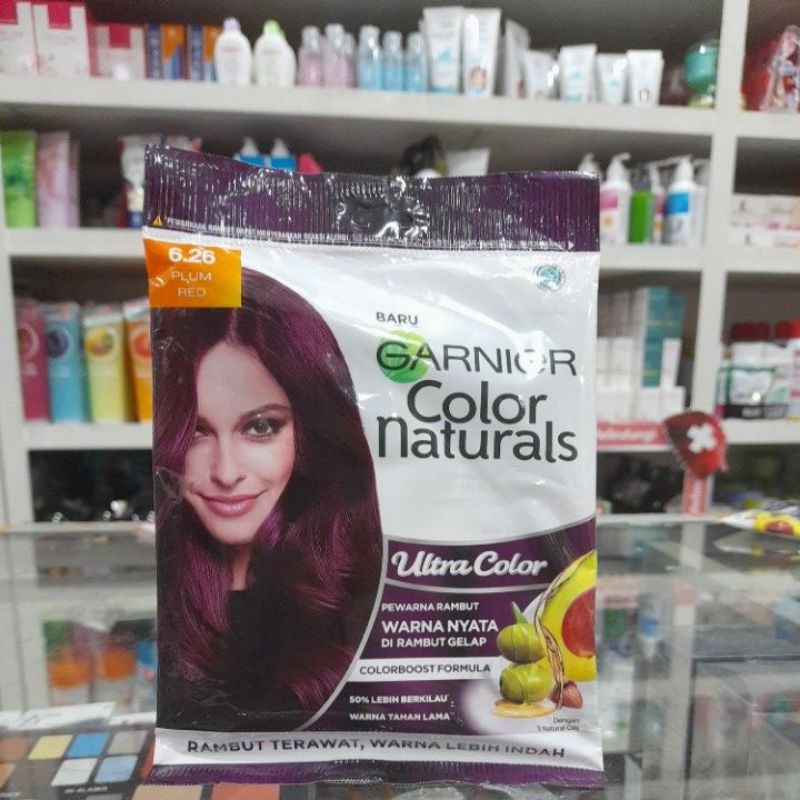 6.26
PLUM
RED
BARU
GARNIER
Color
naturals
Ultra Color
PEWARNA RAMBUT
WARNA NYATA
DI RAMBUT GELAP
COLORBOOST FORMULA
50% LEBIH BERKILAU
WARNA TAHAN LAMA
Dengan
3 Natural Oils
RAMBUT TERAWAT, WARNA LEBIH INDAH